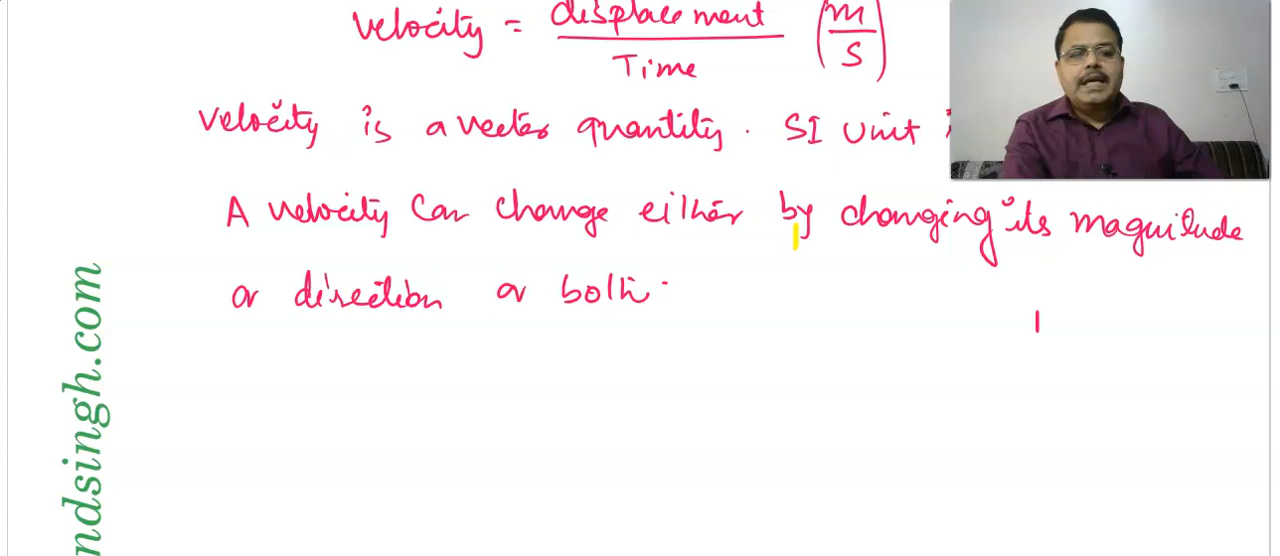 Velocity = displacement / Time (m/s)
Velocity is a vector quantity. SI Unit
A velocity can change either by changing its magnitude
or direction or both.
ndsingh.com